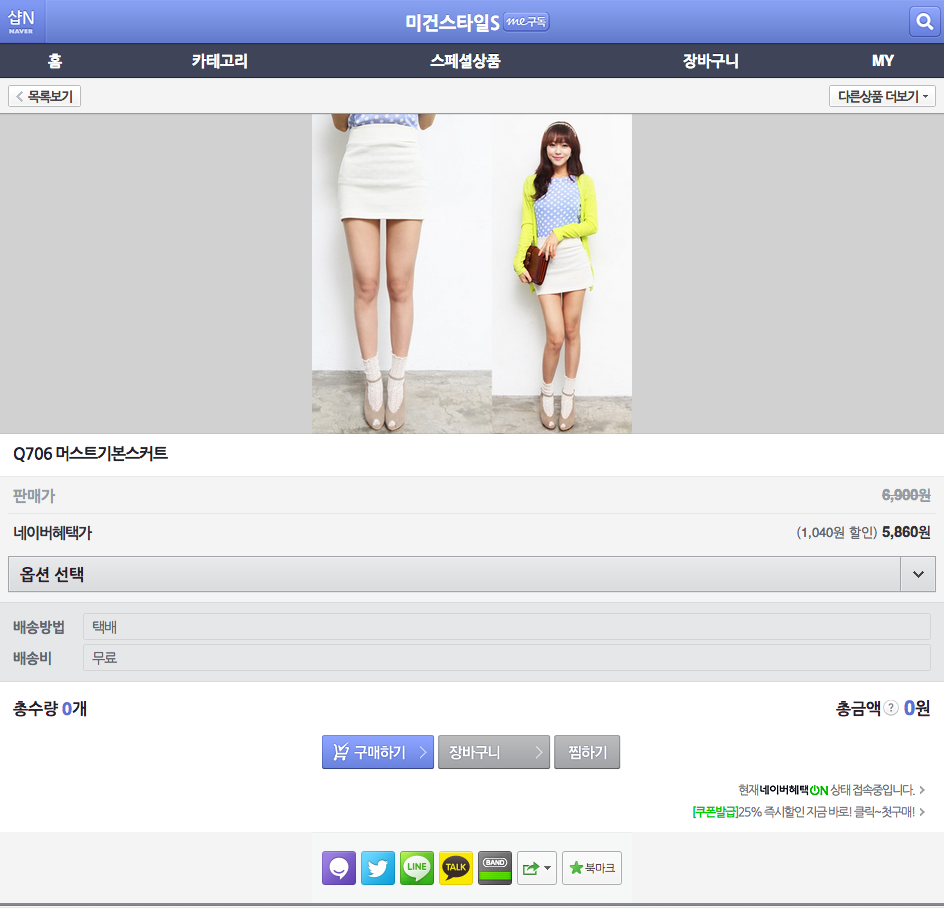 샵N
NAVER
미건스타일S me구독
홈 카테고리 스페셜상품 장바구니 MY
목록보기 다른상품 더보기
Q706 머스트기본스커트
판매가 6,900원
네이버혜택가 (1,040원 할인) 5,860원
옵션 선택
배송방법 택배
배송비 무료
총수량 0개 총금액 ? 0원
구매하기 장바구니 찜하기
현재 네이버혜택 ON 상태 접속중입니다.
[쿠폰발급]25% 즉시할인 지금 바로! 클릭~첫구매!
LINE TALK BAND 북마크